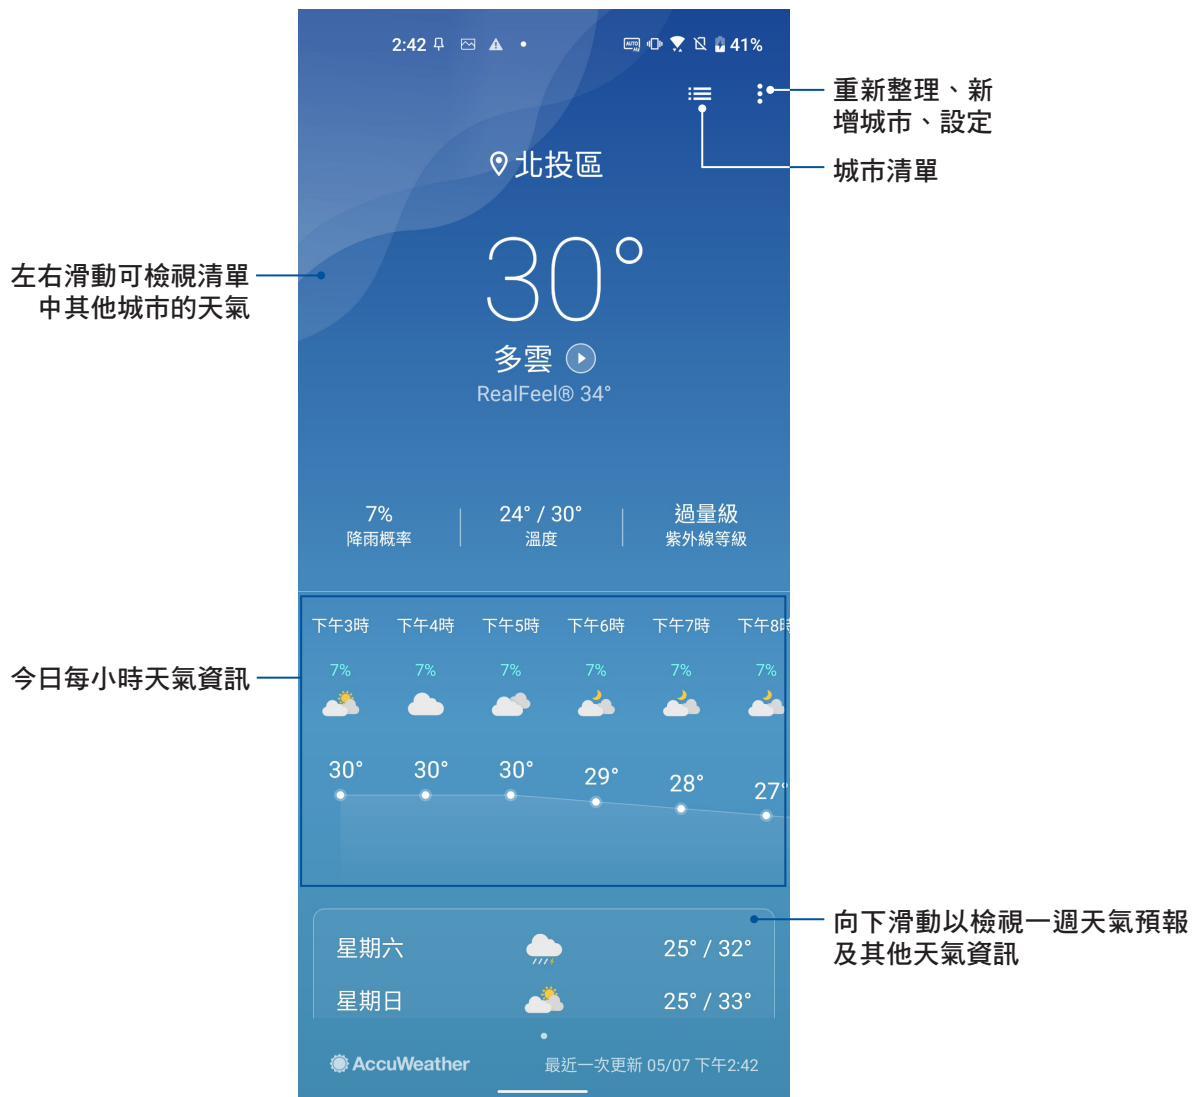 2:42
41%
重新整理、新
增城市、設定
城市清單
北投區
30°
左右滑動可檢視清單
中其他城市的天氣
多雲
RealFeel® 34°
7%
降雨概率
24° / 30°
溫度
過量級
紫外線等級
下午3時 下午4時 下午5時 下午6時 下午7時 下午8時
7% 7% 7% 7% 7% 7%
今日每小時天氣資訊
30° 30° 30° 29° 28° 27°
向下滑動以檢視一週天氣預報
及其他天氣資訊
星期六 25° / 32°
星期日 25° / 33°
AccuWeather
最近一次更新 05/07 下午2:42